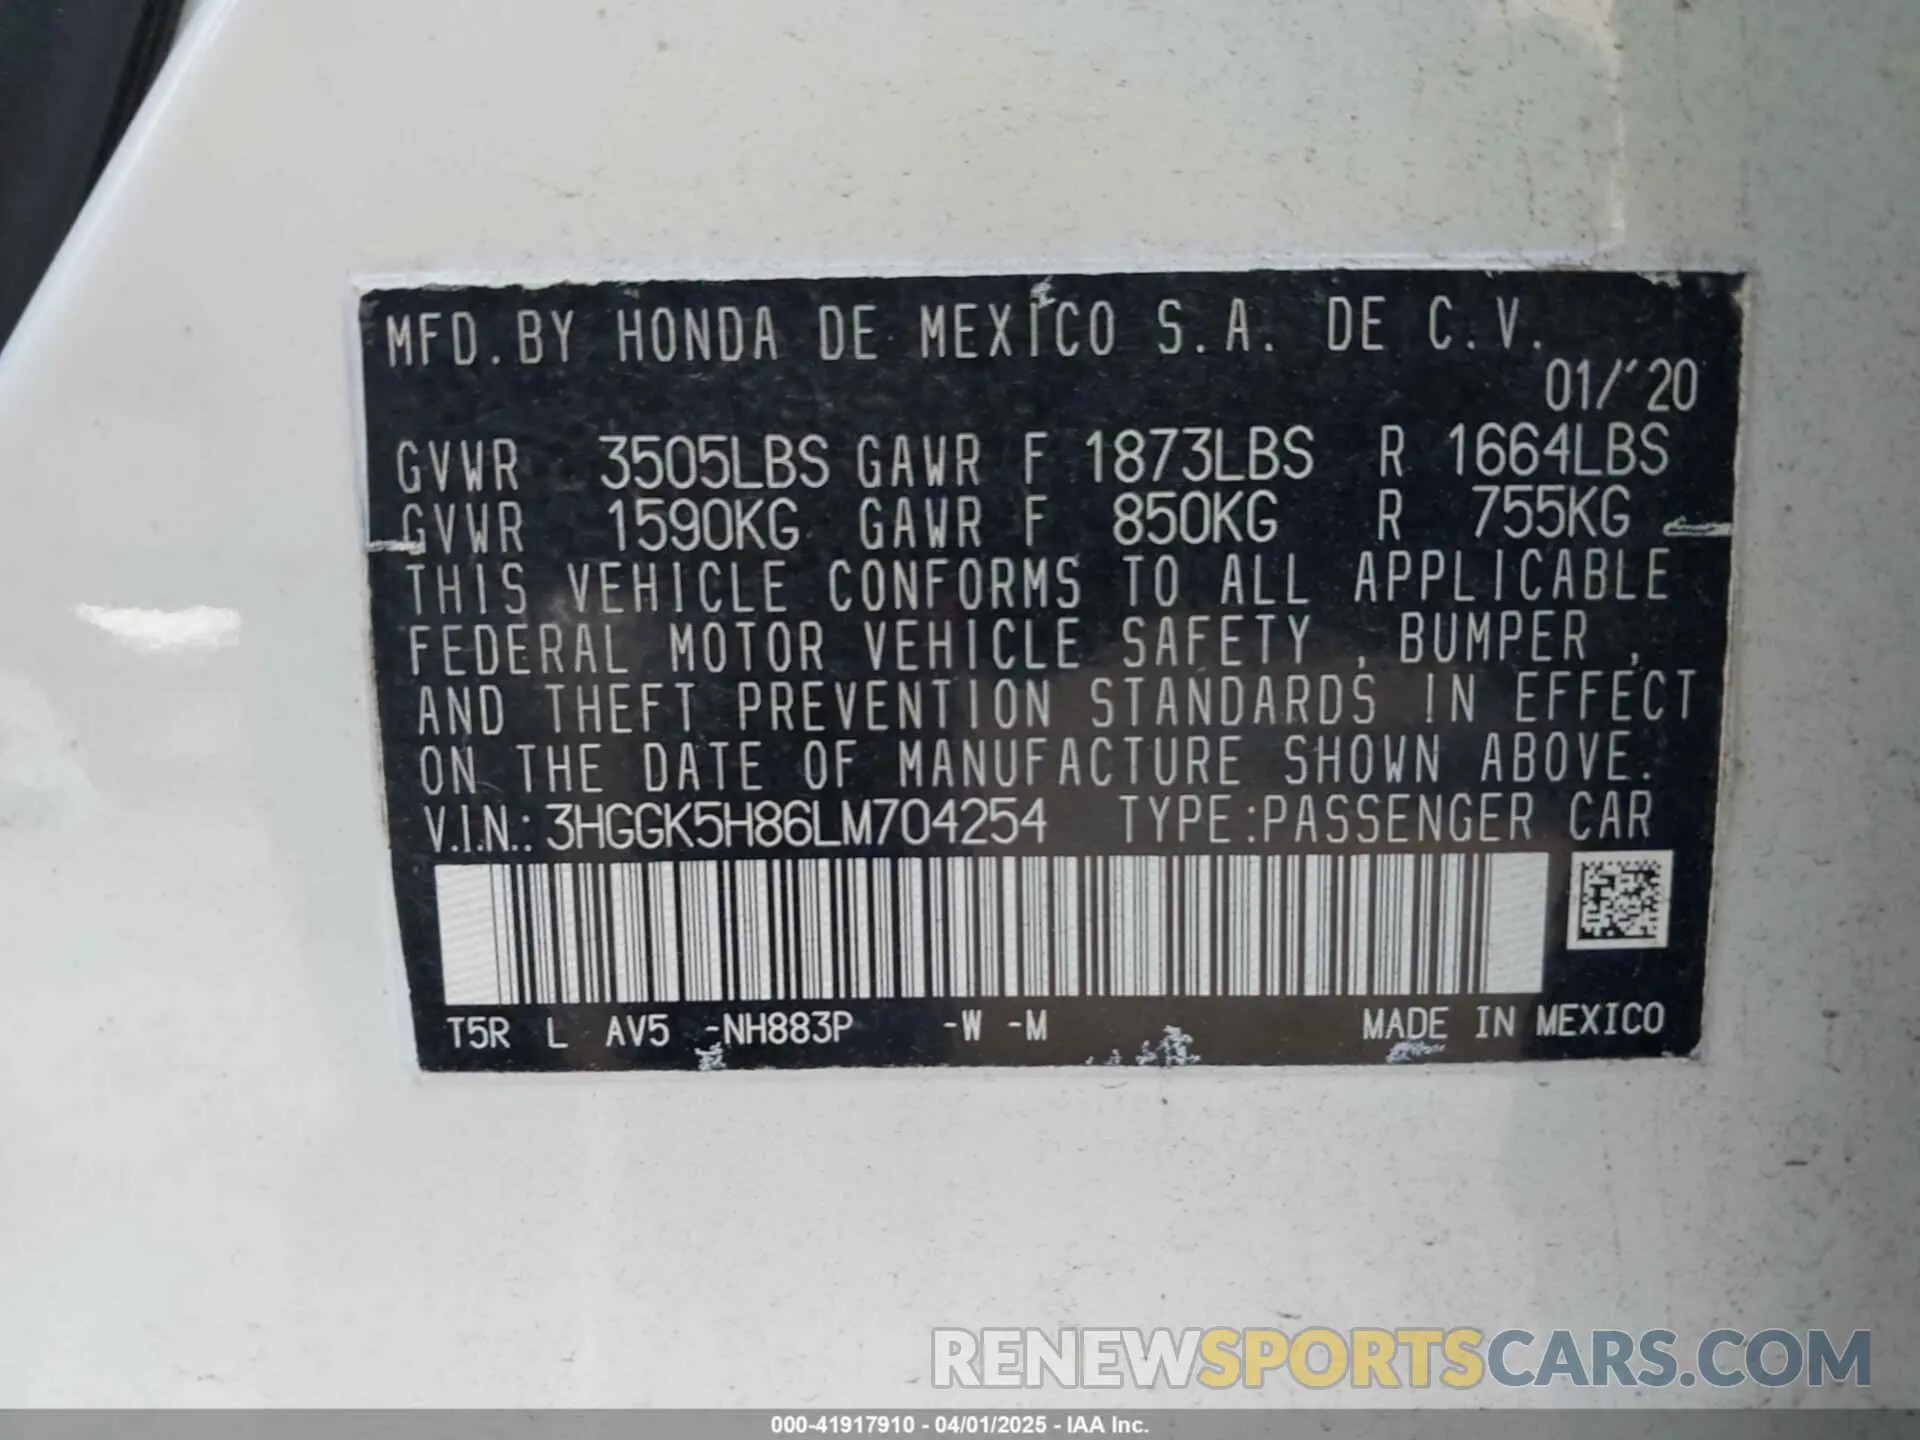 MFD.BY HONDA DE MEXICO S.A. DE C.V.
01/'20
GVWR 3505LBS GAWR F 1873LBS R 1664LBS
GVWR 1590KG GAWR F 850KG R 755KG
THIS VEHICLE CONFORMS TO ALL APPLICABLE
FEDERAL MOTOR VEHICLE SAFETY , BUMPER ,
AND THEFT PREVENTION STANDARDS IN EFFECT
ON THE DATE OF MANUFACTURE SHOWN ABOVE.
V.I.N.: 3HGGK5H86LM704254 TYPE:PASSENGER CAR
T5R L AV5 -NH883P -W -M MADE IN MEXICO
RENEWSPORTSCARS.COM
000-41917910 - 04/01/2025 - IAA Inc.